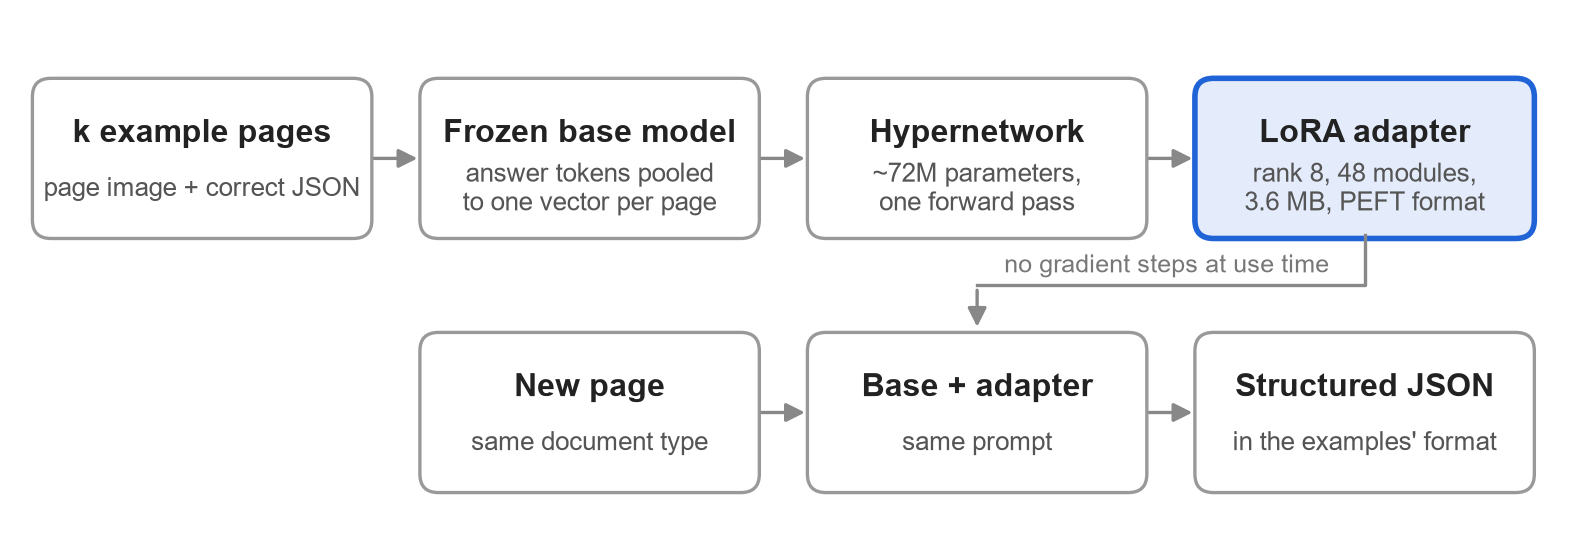 k example pages
page image + correct JSON
Frozen base model
answer tokens pooled
to one vector per page
Hypernetwork
~72M parameters,
one forward pass
LoRA adapter
rank 8, 48 modules,
3.6 MB, PEFT format
no gradient steps at use time
New page
same document type
Base + adapter
same prompt
Structured JSON
in the examples' format